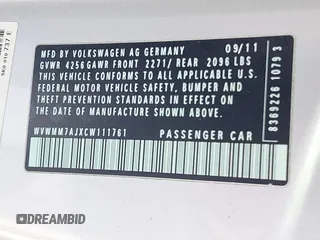 MFD BY VOLKSWAGEN AG GERMANY 09/11
GVWR 4256 GAWR FRONT 2271/ REAR 2096 LBS
THIS VEHICLE CONFORMS TO ALL APPLICABLE U.S.
FEDERAL MOTOR VEHICLE SAFETY, BUMPER AND
THEFT PREVENTION STANDARDS IN EFFECT ON THE
DATE OF MANUFACTURE SHOWN ABOVE.
WVWMM7AJXCW111761 PASSENGER CAR
8369226 1079 3
DREAMBID
DREAMBID